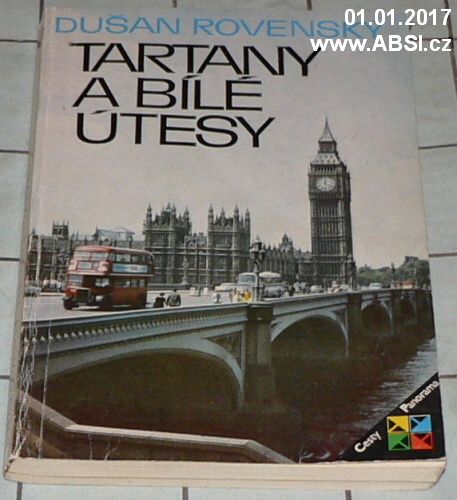 01.01.2017
www.ABSI.cz
DUŠAN ROVENSKÝ
TARTANY
A BÍLÉ
ÚTESY
Cesty
Panorama